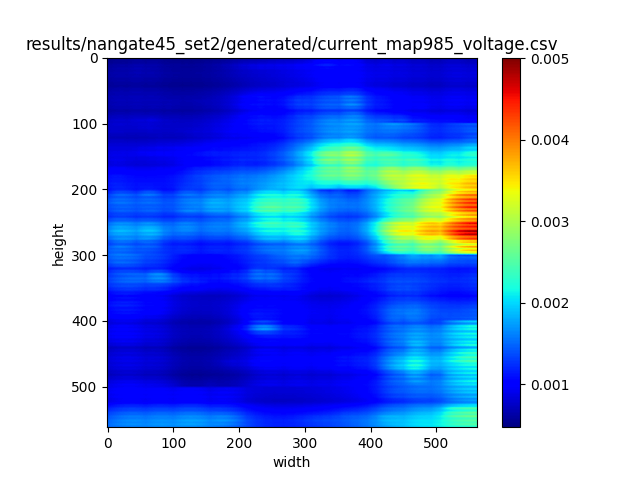 results/nangate45_set2/generated/current_map985_voltage.csv
0
100
200
300
400
500
height
0 100 200 300 400 500
width
0.005
0.004
0.003
0.002
0.001